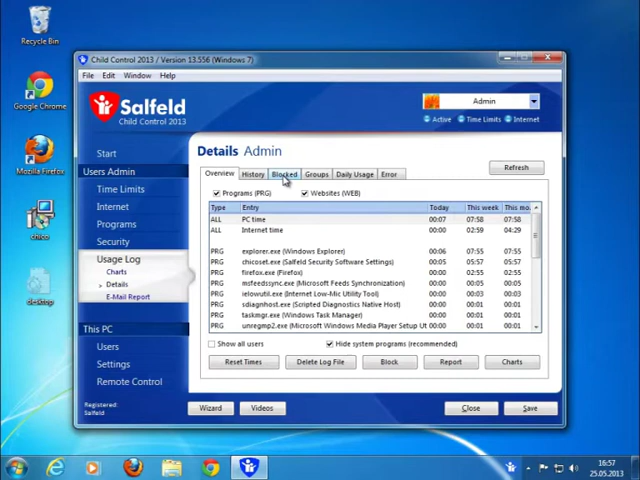 Recycle Bin
Google Chrome
Mozilla Firefox
chico
desktop
Child Control 2013 / Version 13.556 (Windows 7)
File Edit Window Help
Salfeld
Child Control 2013
Admin
Active Time Limits Internet
Start
Users Admin
Time Limits
Internet
Programs
Security
Usage Log
Charts
Details
E-Mail Report
This PC
Users
Settings
Remote Control
Registered:
Salfeld
Details Admin
Refresh
Overview History Blocked Groups Daily Usage Error
Programs (PRG) Websites (WEB)
Type Entry Today This week This mo.
ALL PC time 00:07 07:58 07:58
ALL Internet time 00:00 02:59 04:29
PRG explorer.exe (Windows Explorer) 00:06 07:55 07:55
PRG chicoset.exe (Salfeld Security Software Settings) 00:05 05:57 05:57
PRG firefox.exe (Firefox) 00:00 02:55 02:55
PRG msfeedssync.exe (Microsoft Feeds Synchronization) 00:00 00:05 00:05
PRG ielowutil.exe (Internet Low-Mic Utility Tool) 00:00 00:03 00:03
PRG sdiagnhost.exe (Scripted Diagnostics Native Host) 00:00 00:01 00:01
PRG taskmgr.exe (Windows Task Manager) 00:00 00:01 00:01
PRG unregmp2.exe (Microsoft Windows Media Player Setup Ut 00:00 00:01 00:01
Show all users Hide system programs (recommended)
Reset Times Delete Log File Block Report Charts
Wizard Videos Close Save
16:57
25.05.2013